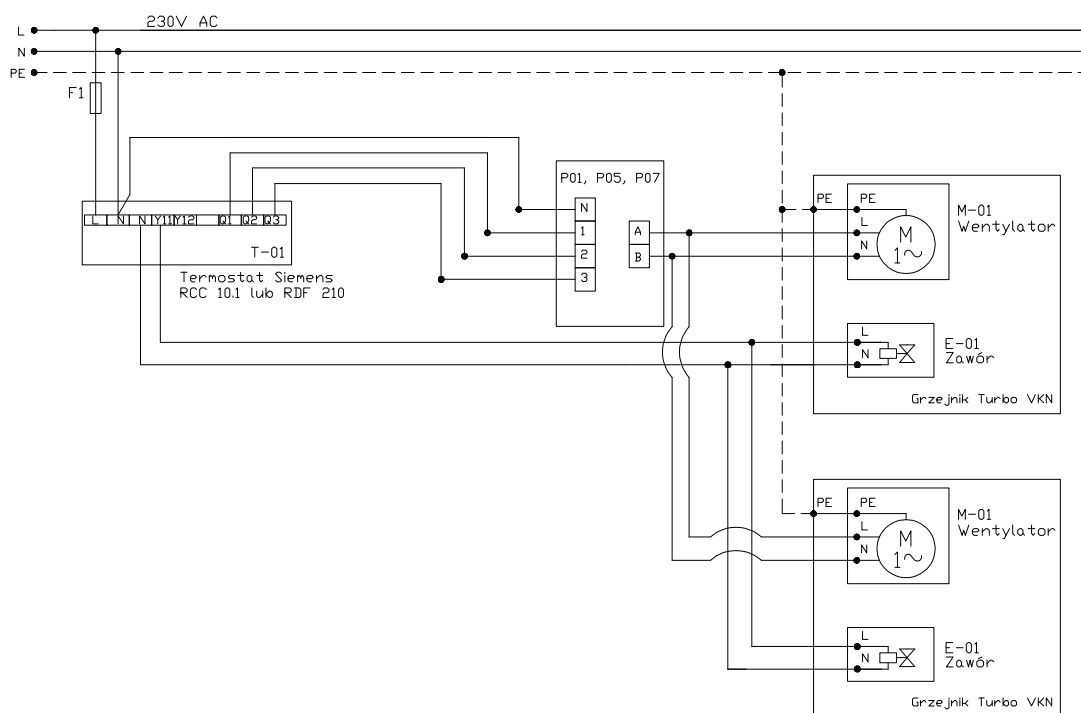 230V AC
L
N
PE
F1
L N N Y11 Y12 Q1 Q2 Q3
T-01
Termostat Siemens
RCC 10.1 lub RDF 210
P01, P05, P07
N
1
2
3
A
B
PE PE
L
N
M
1~
M-01
Wentylator
L
N
E-01
Zawór
Grzejnik Turbo VKN
PE PE
L
N
M
1~
M-01
Wentylator
L
N
E-01
Zawór
Grzejnik Turbo VKN